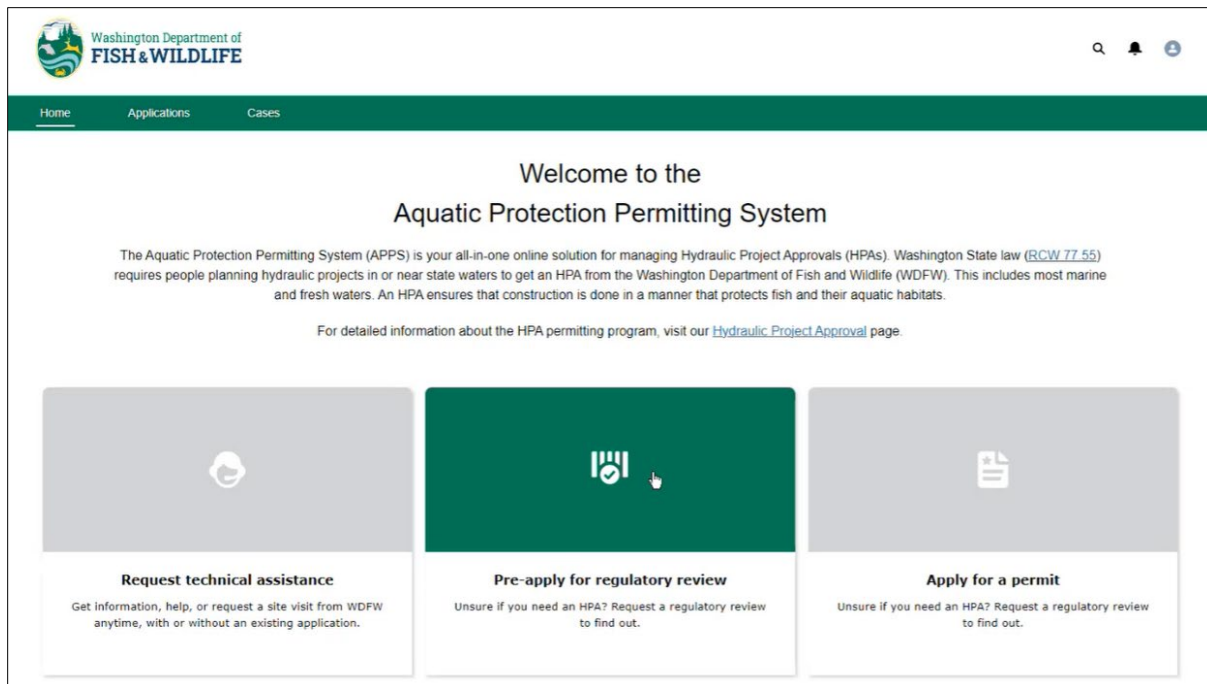 Washington Department of
FISH & WILDLIFE
Home Applications Cases
Welcome to the
Aquatic Protection Permitting System
The Aquatic Protection Permitting System (APPS) is your all-in-one online solution for managing Hydraulic Project Approvals (HPAs). Washington State law (RCW 77.55)
requires people planning hydraulic projects in or near state waters to get an HPA from the Washington Department of Fish and Wildlife (WDFW). This includes most marine
and fresh waters. An HPA ensures that construction is done in a manner that protects fish and their aquatic habitats.
For detailed information about the HPA permitting program, visit our Hydraulic Project Approval page.
Request technical assistance
Get information, help, or request a site visit from WDFW
anytime, with or without an existing application.
Pre-apply for regulatory review
Unsure if you need an HPA? Request a regulatory review
to find out.
Apply for a permit
Unsure if you need an HPA? Request a regulatory review
to find out.